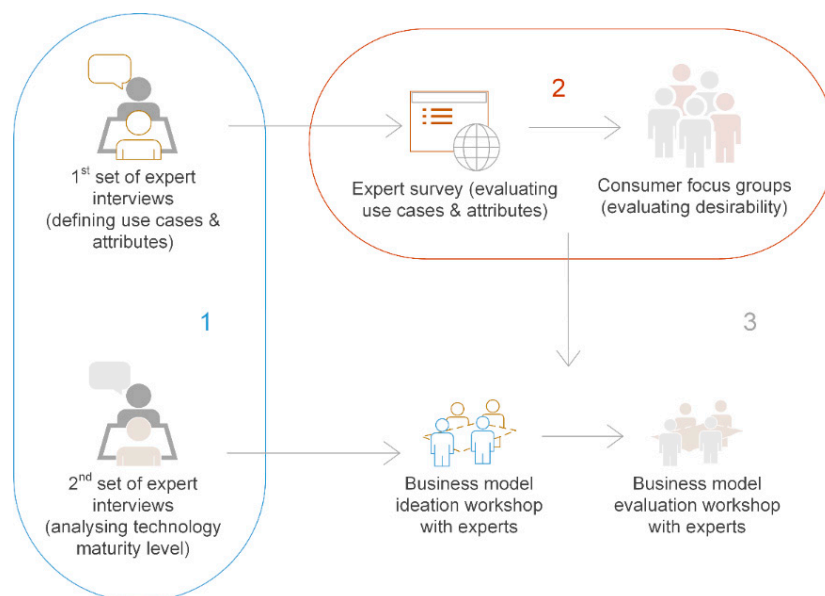 1st set of expert
interviews
(defining use cases &
attributes)
2
Expert survey (evaluating
use cases & attributes)
Consumer focus groups
(evaluating desirability)
1
3
2nd set of expert
interviews
(analysing technology
maturity level)
Business model
ideation workshop
with experts
Business model
evaluation workshop
with experts